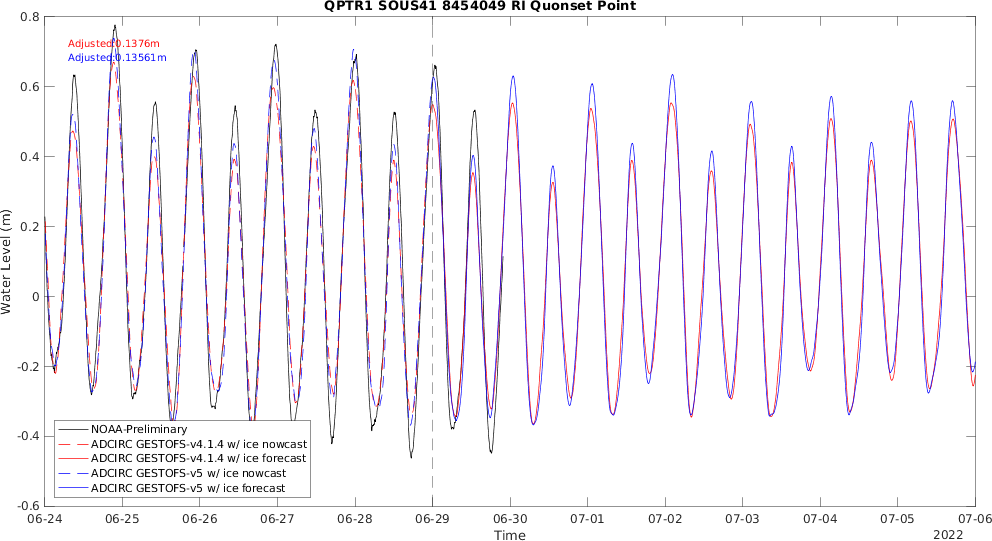 QPTR1 SOUS41 8454049 RI Quonset Point
Adjusted:0.1376m
Adjusted:0.13561m
Water Level (m)
0.8
0.6
0.4
0.2
0
-0.2
-0.4
-0.6
NOAA-Preliminary
ADCIRC GESTOFS-v4.1.4 w/ ice nowcast
ADCIRC GESTOFS-v4.1.4 w/ ice forecast
ADCIRC GESTOFS-v5 w/ ice nowcast
ADCIRC GESTOFS-v5 w/ ice forecast
06-24 06-25 06-26 06-27 06-28 06-29 06-30 07-01 07-02 07-03 07-04 07-05 07-06
Time
2022